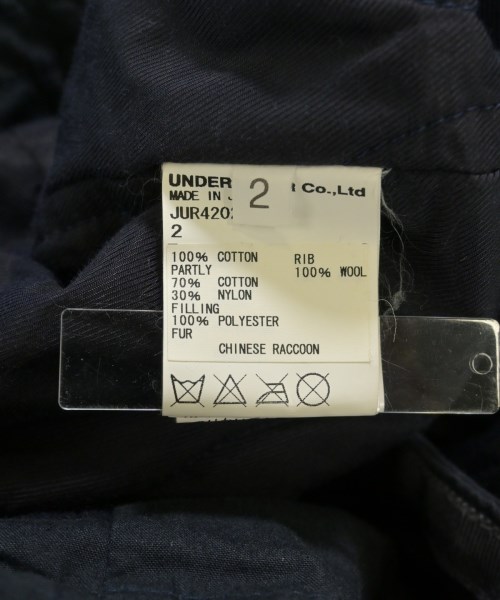 UNDER 2 t Co.,Ltd
MADE IN J
JUR420
2
100% COTTON RIB
PARTLY 100% WOOL
70% COTTON
30% NYLON
FILLING
100% POLYESTER
FUR
CHINESE RACCOON